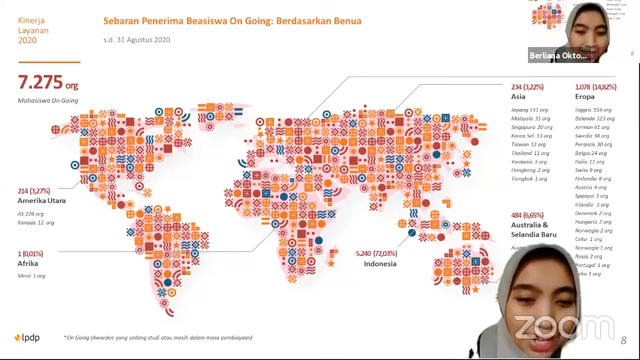 Kinerja
Layanan
2020
Sebaran Penerima Beasiswa On Going: Berdasarkan Benua
s.d. 31 Agustus 2020
Berliana Okto...
7.275 org
Mahasiswa On Going
234 (3,22%)
Asia
Jepang 141 org
Malaysia 31 org
Singapura 20 org
Korea Sel. 13 org
Taiwan 12 org
Thailand 11 org
Yordania 3 org
Hongkong 2 org
Tiongkok 1 org
1.078 (14,82%)
Eropa
Inggris 554 org
Belanda 323 org
Jerman 61 org
Swedia 38 org
Perancis 30 org
Belgia 24 org
Italia 11 org
Swiss 9 org
Finlandia 8 org
Austria 4 org
Spanyol 3 org
Irlandia 2 org
Denmark 2 org
Hungaria 2 org
Norwegia 2 org
Ceko 1 org
Norwegia 1 org
Rusia 2 org
Portugal 1 org
1 org
214 (3,27%)
Amerika Utara
AS 226 org
Kanada 12 org
484 (6,65%)
Australia &
Selandia Baru
1 (0,01%)
Afrika
Mesir 1 org
5.240 (72,03%)
Indonesia
zoom
lpdp
*On Going (Awardee yang sedang studi atau masih dalam masa pembiayaan)
8